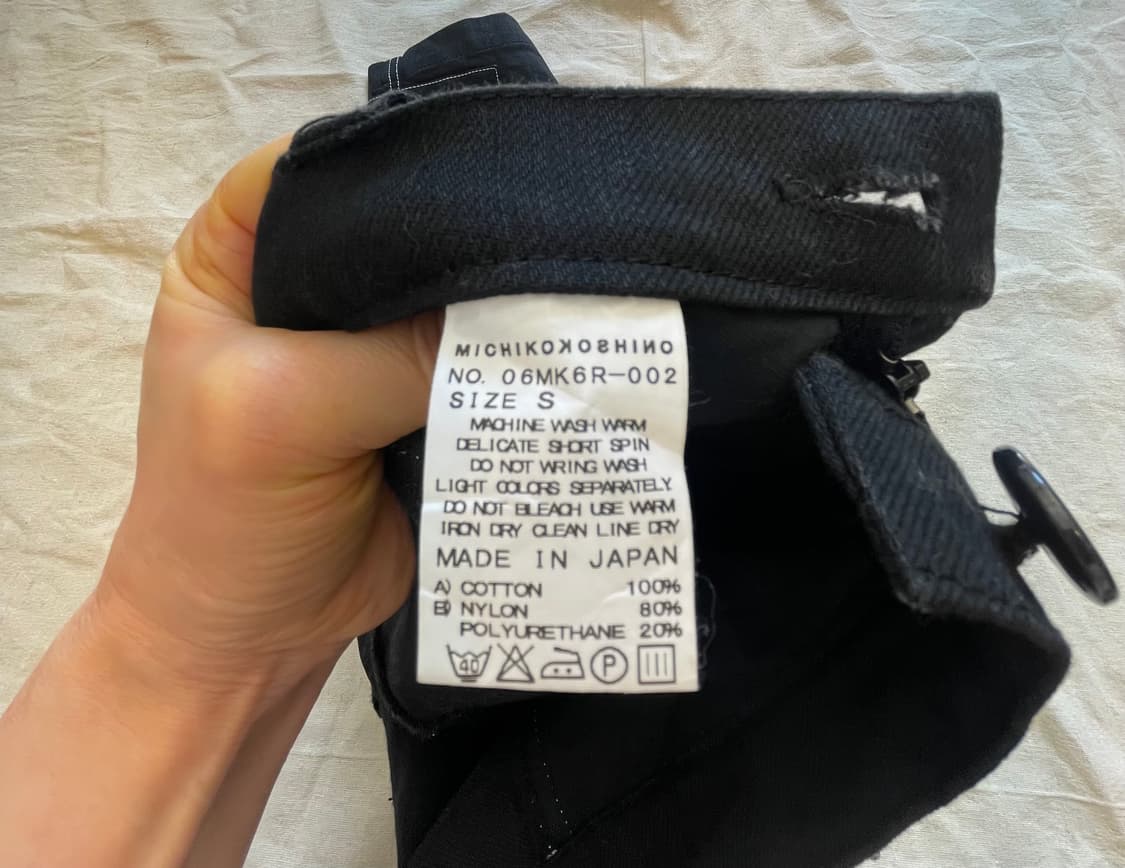 MICHIKOKOSHINO
NO. 06MK6R-002
SIZE S
MACHINE WASH WARM
DELICATE SHORT SPIN
DO NOT WRING WASH
LIGHT COLORS SEPARATELY.
DO NOT BLEACH USE WARM
IRON DRY CLEAN LINE DRY
MADE IN JAPAN
A) COTTON 100%
B) NYLON 80%
POLYURETHANE 20%
40 P